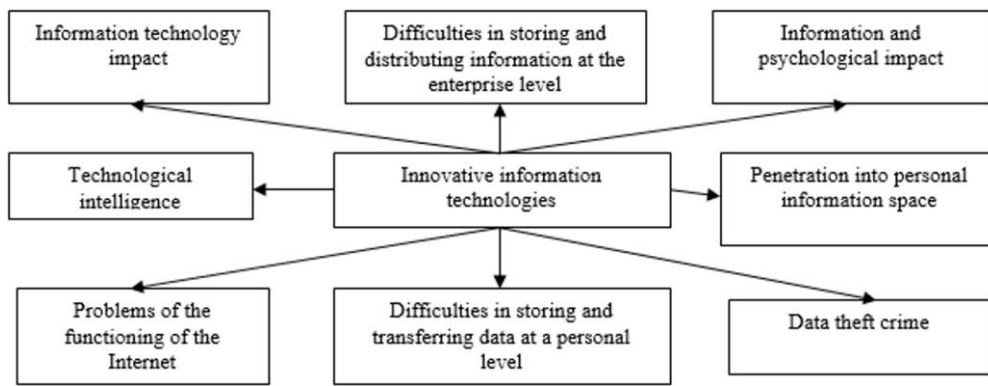 Information technology
impact
Difficulties in storing and
distributing information at the
enterprise level
Information and
psychological impact
Technological
intelligence
Innovative information
technologies
Penetration into personal
information space
Problems of the
functioning of the
Internet
Difficulties in storing and
transferring data at a personal
level
Data theft crime